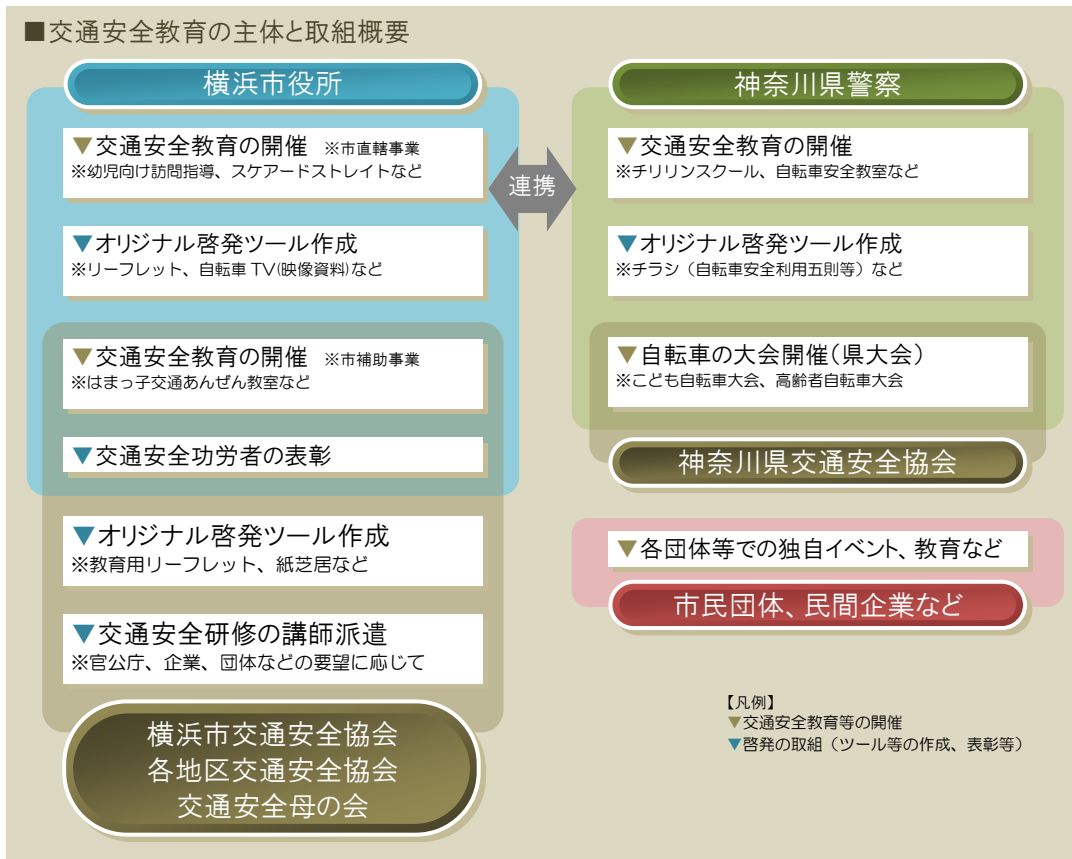 ■交通安全教育の主体と取組概要
横浜市役所
▼交通安全教育の開催 ※市直轄事業
※幼児向け訪問指導、スケアードストレイトなど
▼オリジナル啓発ツール作成
※リーフレット、自転車TV(映像資料)など
▼交通安全教育の開催 ※市補助事業
※はまっ子交通あんぜん教室など
▼交通安全功労者の表彰
▼オリジナル啓発ツール作成
※教育用リーフレット、紙芝居など
▼交通安全研修の講師派遣
※官公庁、企業、団体などの要望に応じて
横浜市交通安全協会
各地区交通安全協会
交通安全母の会
連携
神奈川県警察
▼交通安全教育の開催
※チリリンスクール、自転車安全教室など
▼オリジナル啓発ツール作成
※チラシ（自転車安全利用五則等）など
▼自転車の大会開催（県大会）
※こども自転車大会、高齢者自転車大会
神奈川県交通安全協会
▼各団体等での独自イベント、教育など
市民団体、民間企業など
【凡例】
▼交通安全教育等の開催
▼啓発の取組（ツール等の作成、表彰等）